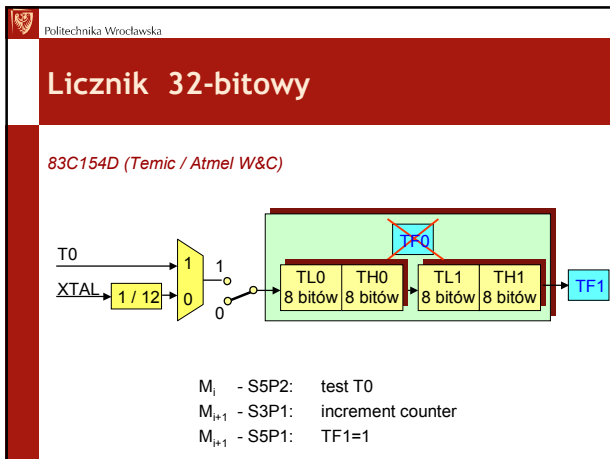 Politechnika Wrocławska
Licznik 32-bitowy
83C154D (Temic / Atmel W&C)
TF0
T0
1
1
XTAL
1 / 12
0
0
TL0
8 bitów
TH0
8 bitów
TL1
8 bitów
TH1
8 bitów
TF1
Mi - S5P2: test T0
Mi+1 - S3P1: increment counter
Mi+1 - S5P1: TF1=1